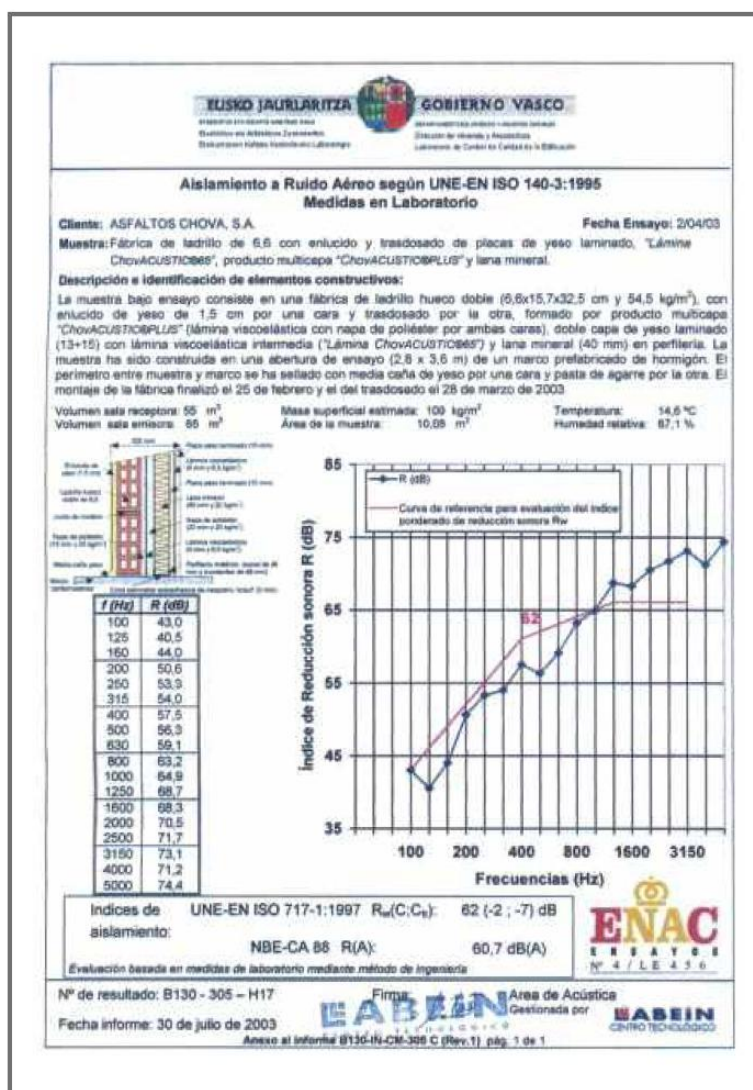 EUSKO JAURLARITZA
GOBIERNO VASCO
Aislamiento a Ruido Aéreo según UNE-EN ISO 140-3:1995
Medidas en Laboratorio
Cliente: ASFALTOS CHOVA, S.A.
Fecha Ensayo: 2/04/03
Muestra: Fábrica de ladrillo de 6,6 con enlucido y trasdosado de placas de yeso laminado, "Lámina
ChovACUSTIC®65", producto multicapa "ChovACUSTIC®PLUS" y lana mineral.
Descripción e identificación de elementos constructivos:
La muestra bajo ensayo consiste en una fábrica de ladrillo hueco doble (6,6x15,7x32,5 cm y 54,5 kg/m²), con
enlucido de yeso de 1,5 cm por una cara y trasdosado por la otra, formado por producto multicapa
"ChovACUSTIC®PLUS" (lámina viscoelástica con napa de poliéster por ambas caras), doble capa de yeso laminado
(13+15) con lámina viscoelástica intermedia ("Lámina ChovACUSTIC®65") y lana mineral (40 mm) en perfilería. La
muestra ha sido construida en una abertura de ensayo (2,8 x 3,6 m) de un marco prefabricado de hormigón. El
perímetro entre muestra y marco se ha sellado con media caña de yeso por una cara y pasta de agarre por la otra. El
montaje de la fábrica finalizó el 25 de febrero y el del trasdosado el 28 de marzo de 2003
Volumen sala receptora: 55 m³
Masa superficial estimada: 109 kg/m²
Temperatura: 14,6 ºC
Volumen sala emisora: 65 m³
Área de la muestra: 10,08 m²
Humedad relativa: 67,1 %
f (Hz) R (dB)
100 43,0
125 40,5
160 44,0
200 50,6
250 53,3
315 54,0
400 57,5
500 56,3
630 59,1
800 63,2
1000 64,9
1250 68,7
1600 68,3
2000 70,5
2500 71,7
3150 73,1
4000 71,2
5000 74,4
Índice de Reducción sonora R (dB)
85
75
65
55
45
35
R (dB)
Curva de referencia para evaluación del índice
ponderado de reducción sonora Rw
62
100 200 400 800 1600 3150
Frecuencias (Hz)
Indices de
aislamiento:
UNE-EN ISO 717-1:1997 Rw(C;Ctr): 62 (-2 ; -7) dB
NBE-CA 88 R(A): 60,7 dB(A)
Evaluación basada en medidas de laboratorio mediante método de ingeniería
ENAC
ENSAYOS
Nº 4/LE 456
Nº de resultado: B130 - 305 – H17
Firma:
Area de Acústica
Gestionada por
LABEIN
LABEIN
CENTRO TECNOLÓGICO
Fecha informe: 30 de julio de 2003
Anexo al informe B130-IN-CM-305 C (Rev.1) pág. 1 de 1